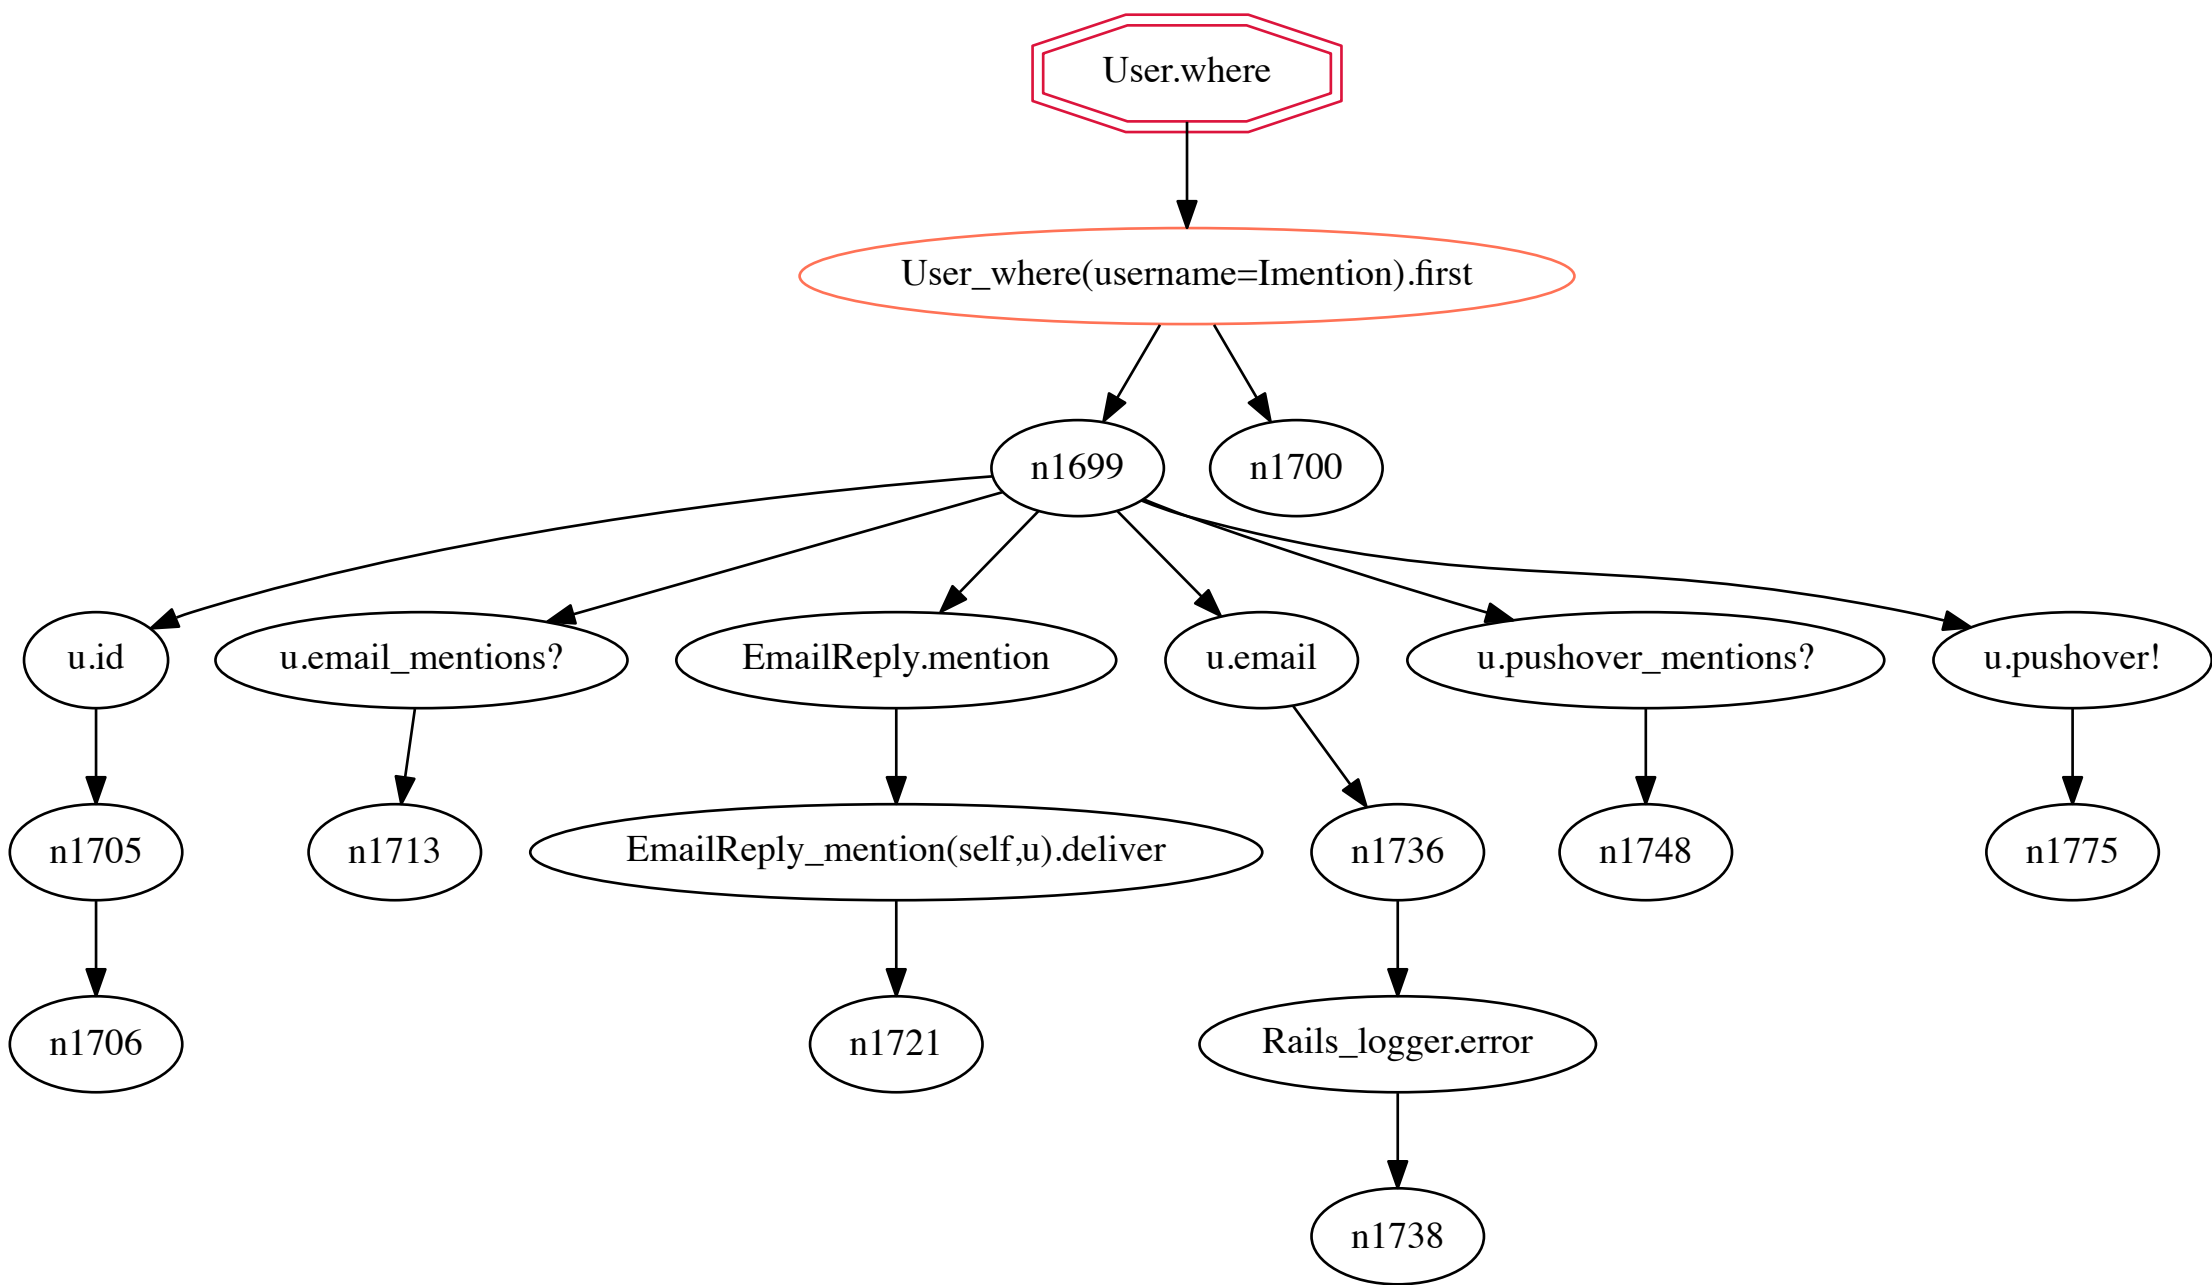 User.where
User_where(username=Imention).first
n1699
n1700
u.id
u.email_mentions?
EmailReply.mention
u.email
u.pushover_mentions?
u.pushover!
n1705
n1713
EmailReply_mention(self,u).deliver
n1736
n1748
n1775
n1706
n1721
Rails_logger.error
n1738